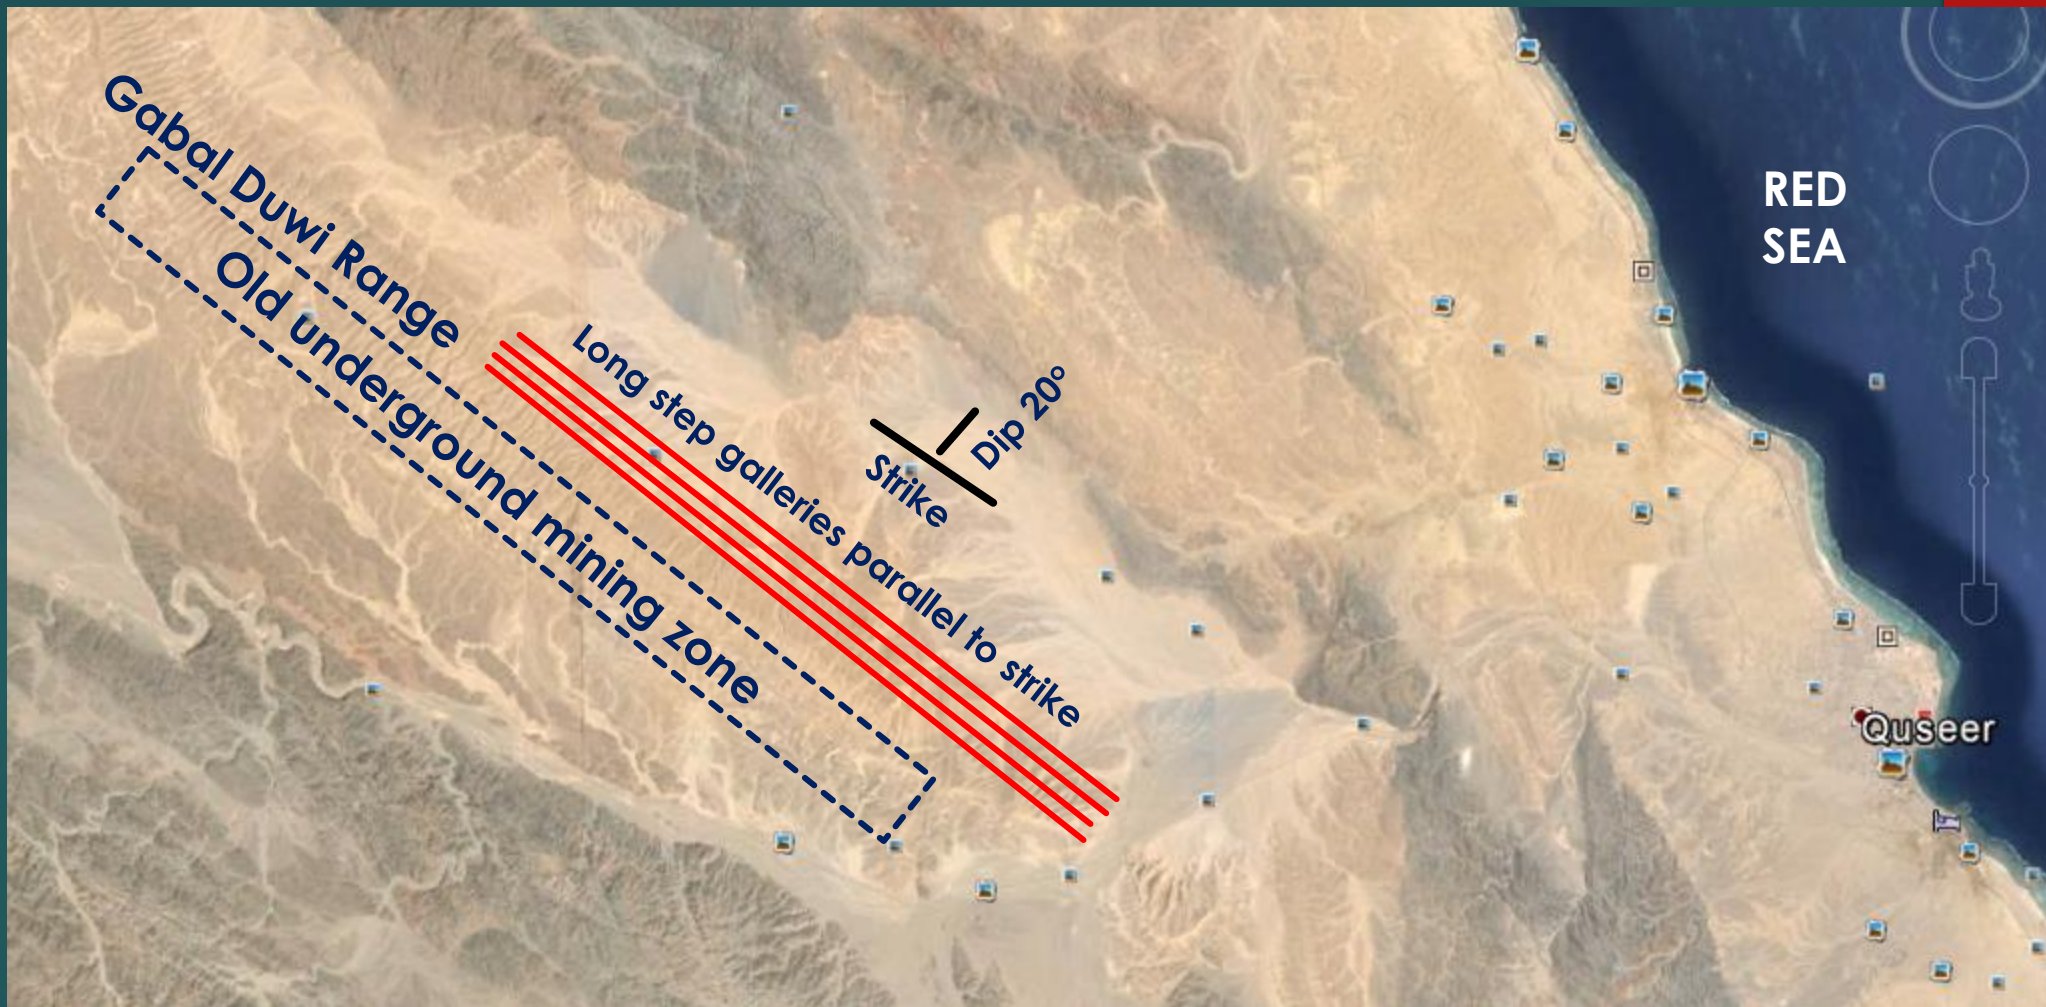 Gabal Duwi Range
Old underground mining zone
Long step galleries parallel to strike
Strike
Dip 20°
RED
SEA
Quseer